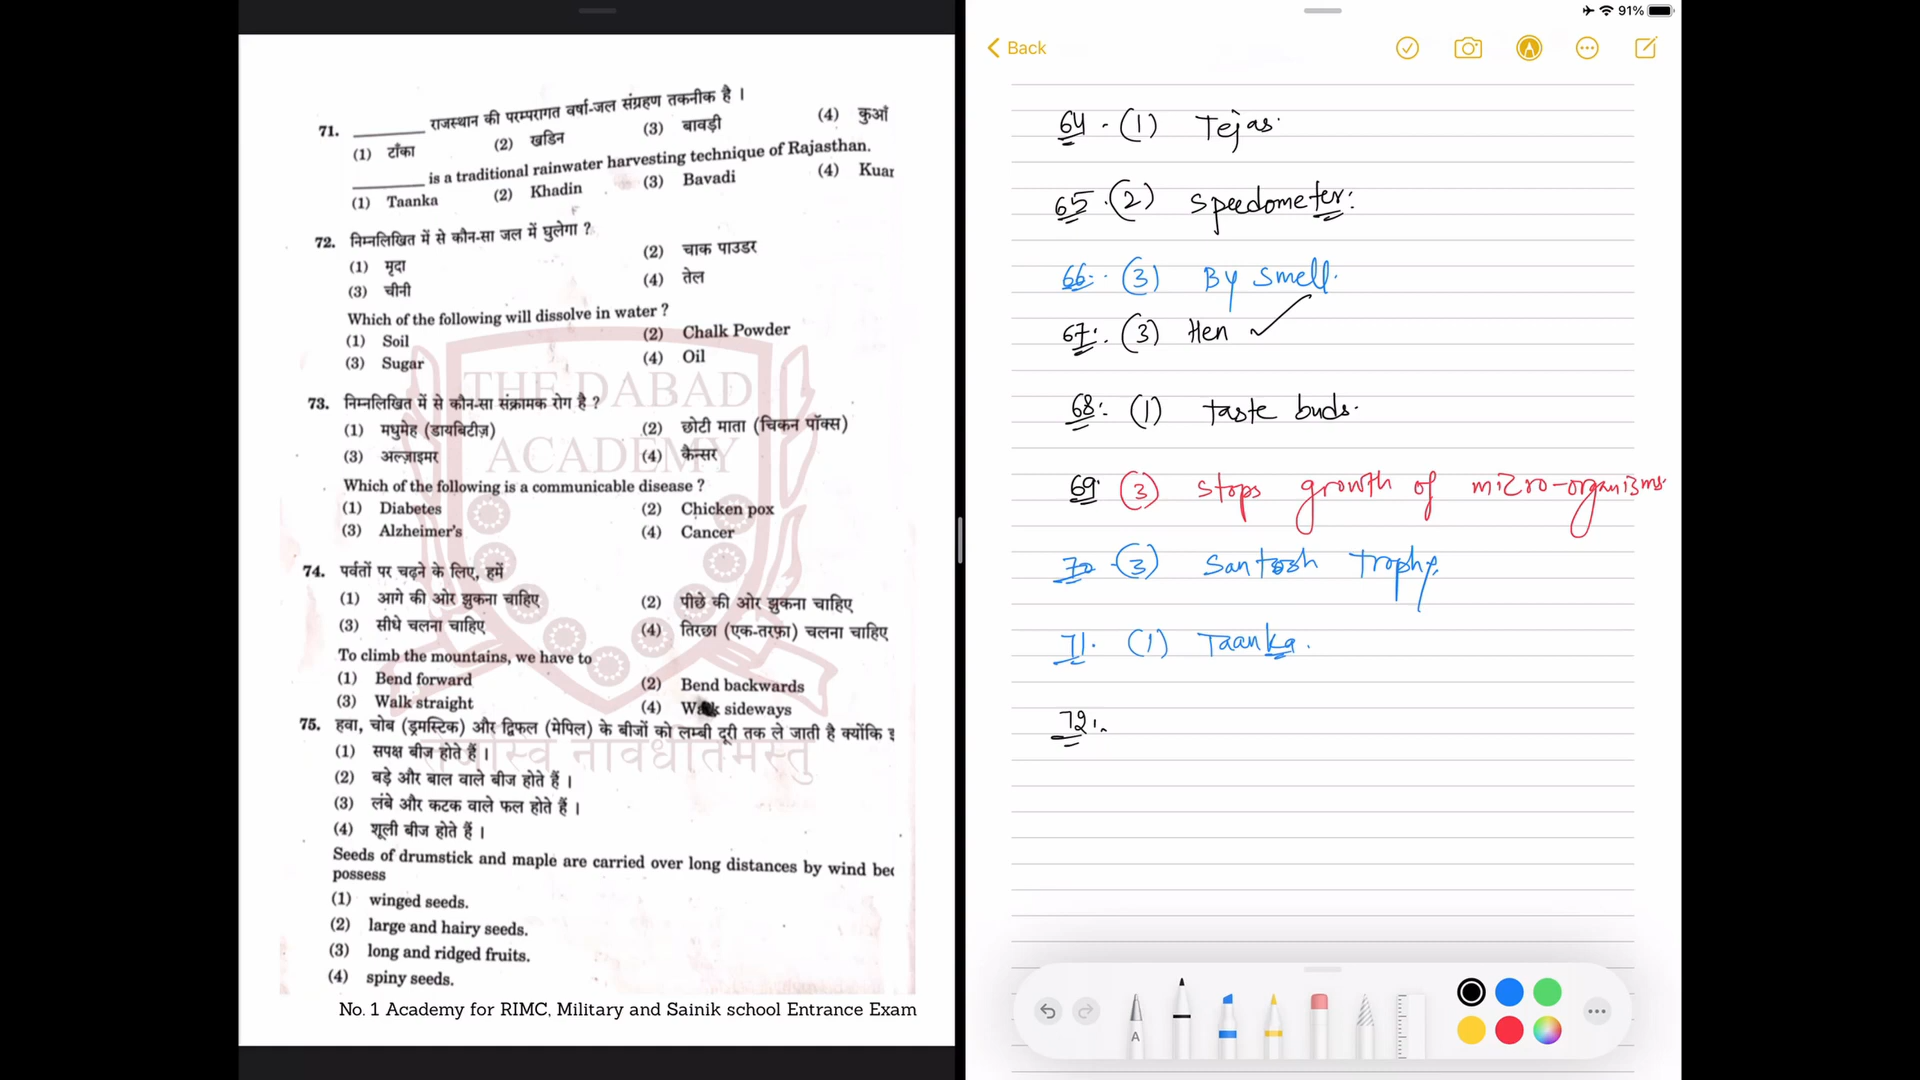 71. ________ राजस्थान की परम्परागत वर्षा-जल संग्रहण तकनीक है ।
(1) टाँका (2) खडिन (3) बावड़ी (4) कुआँ
________ is a traditional rainwater harvesting technique of Rajasthan.
(1) Taanka (2) Khadin (3) Bavadi (4) Kuan
72. निम्नलिखित में से कौन-सा जल में घुलेगा ?
(1) मृदा (2) चाक पाउडर
(3) चीनी (4) तेल
Which of the following will dissolve in water ?
(1) Soil (2) Chalk Powder
(3) Sugar (4) Oil
THE DABAD
ACADEMY
73. निम्नलिखित में से कौन-सा संक्रामक रोग है ?
(1) मधुमेह (डायबिटीज़) (2) छोटी माता (चिकन पॉक्स)
(3) अल्ज़ाइमर (4) कैन्सर
Which of the following is a communicable disease ?
(1) Diabetes (2) Chicken pox
(3) Alzheimer's (4) Cancer
74. पर्वतों पर चढ़ने के लिए, हमें
(1) आगे की ओर झुकना चाहिए (2) पीछे की ओर झुकना चाहिए
(3) सीधे चलना चाहिए (4) तिरछा (एक-तरफ़ा) चलना चाहिए
To climb the mountains, we have to
(1) Bend forward (2) Bend backwards
(3) Walk straight (4) Walk sideways
75. हवा, चोब (ड्रमस्टिक) और द्विफल (मेपिल) के बीजों को लम्बी दूरी तक ले जाती है क्योंकि इ
(1) सपक्ष बीज होते हैं ।
(2) बड़े और बाल वाले बीज होते हैं ।
(3) लंबे और कटक वाले फल होते हैं ।
(4) शूली बीज होते हैं ।
Seeds of drumstick and maple are carried over long distances by wind bec
possess
(1) winged seeds.
(2) large and hairy seeds.
(3) long and ridged fruits.
(4) spiny seeds.
No. 1 Academy for RIMC, Military and Sainik school Entrance Exam
91%
Back
64. (1) Tejas.
65. (2) Speedometer.
66. (3) By smell.
67. (3) Hen
68. (1) taste buds.
69. (3) Stops growth of micro-organisms.
70. (3) Santosh Trophy.
71. (1) Taanka.
72.
A